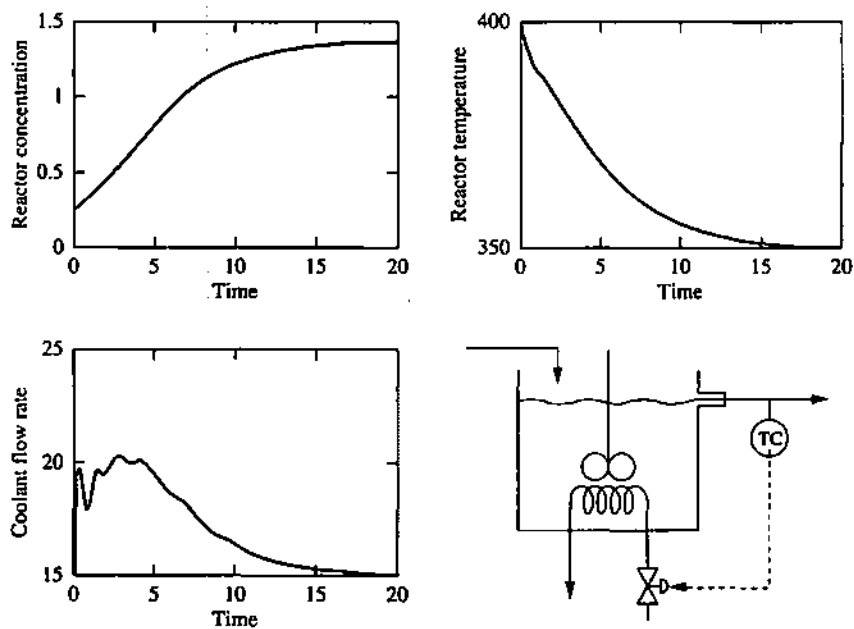 Reactor concentration
1.5
1
0.5
0
0 5 10 15 20
Time
Reactor temperature
400
350
0 5 10 15 20
Time
Coolant flow rate
25
20
15
0 5 10 15 20
Time
TC